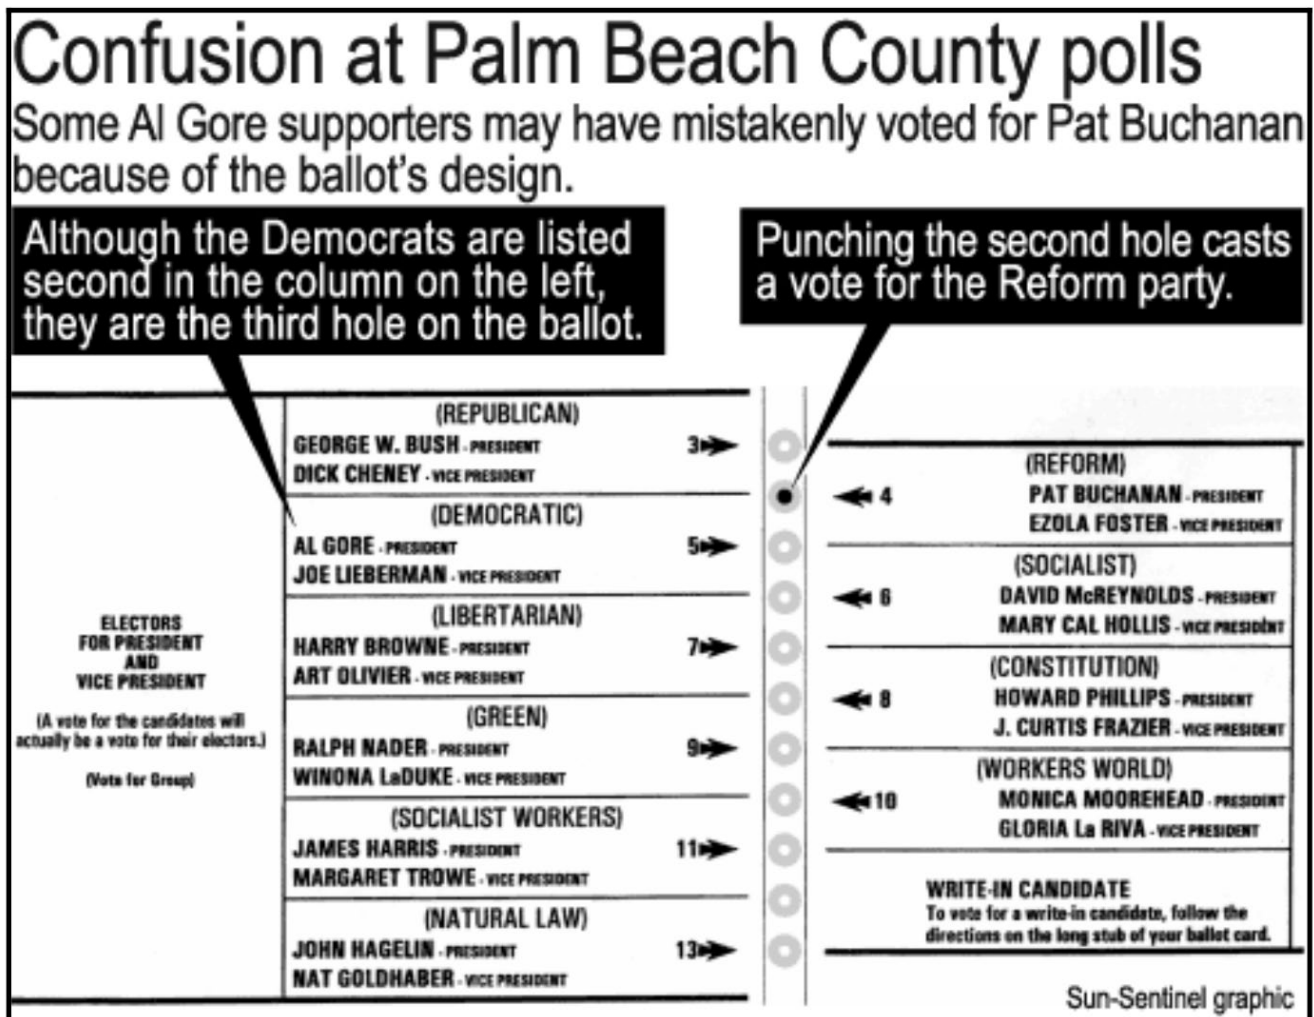 Confusion at Palm Beach County polls
Some Al Gore supporters may have mistakenly voted for Pat Buchanan
because of the ballot's design.
Although the Democrats are listed
second in the column on the left,
they are the third hole on the ballot.
Punching the second hole casts
a vote for the Reform party.
ELECTORS
FOR PRESIDENT
AND
VICE PRESIDENT
(A vote for the candidates will
actually be a vote for their electors.)
(Vote for Group)
(REPUBLICAN)
GEORGE W. BUSH - PRESIDENT 3
DICK CHENEY - VICE PRESIDENT
(DEMOCRATIC)
AL GORE - PRESIDENT 5
JOE LIEBERMAN - VICE PRESIDENT
(LIBERTARIAN)
HARRY BROWNE - PRESIDENT 7
ART OLIVIER - VICE PRESIDENT
(GREEN)
RALPH NADER - PRESIDENT 9
WINONA LaDUKE - VICE PRESIDENT
(SOCIALIST WORKERS)
JAMES HARRIS - PRESIDENT 11
MARGARET TROWE - VICE PRESIDENT
(NATURAL LAW)
JOHN HAGELIN - PRESIDENT 13
NAT GOLDHABER - VICE PRESIDENT
(REFORM)
4 PAT BUCHANAN - PRESIDENT
EZOLA FOSTER - VICE PRESIDENT
(SOCIALIST)
6 DAVID McREYNOLDS - PRESIDENT
MARY CAL HOLLIS - VICE PRESIDENT
(CONSTITUTION)
8 HOWARD PHILLIPS - PRESIDENT
J. CURTIS FRAZIER - VICE PRESIDENT
(WORKERS WORLD)
10 MONICA MOOREHEAD - PRESIDENT
GLORIA La RIVA - VICE PRESIDENT
WRITE-IN CANDIDATE
To vote for a write-in candidate, follow the
directions on the long stub of your ballot card.
Sun-Sentinel graphic